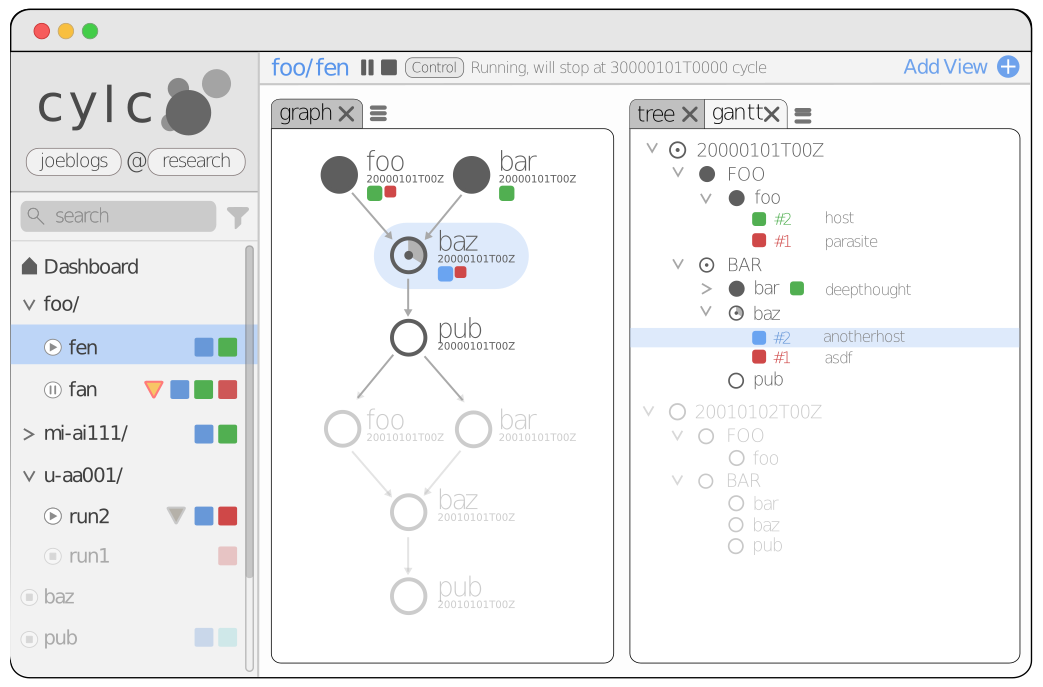 cylc
joeblogs @ research
search
Dashboard
foo/
fen
fan
mi-ai111/
u-aa001/
run2
run1
baz
pub
foo/fen Control Running, will stop at 30000101T0000 cycle Add View
graph
foo bar
20000101T00Z 20000101T00Z
baz
20000101T00Z
pub
20000101T00Z
foo bar
20010101T00Z 20010101T00Z
baz
20010101T00Z
pub
20010101T00Z
tree gantt
20000101T00Z
FOO
foo
#2 host
#1 parasite
BAR
bar deepthought
baz
#2 anotherhost
#1 asdf
pub
20010102T00Z
FOO
foo
BAR
bar
baz
pub